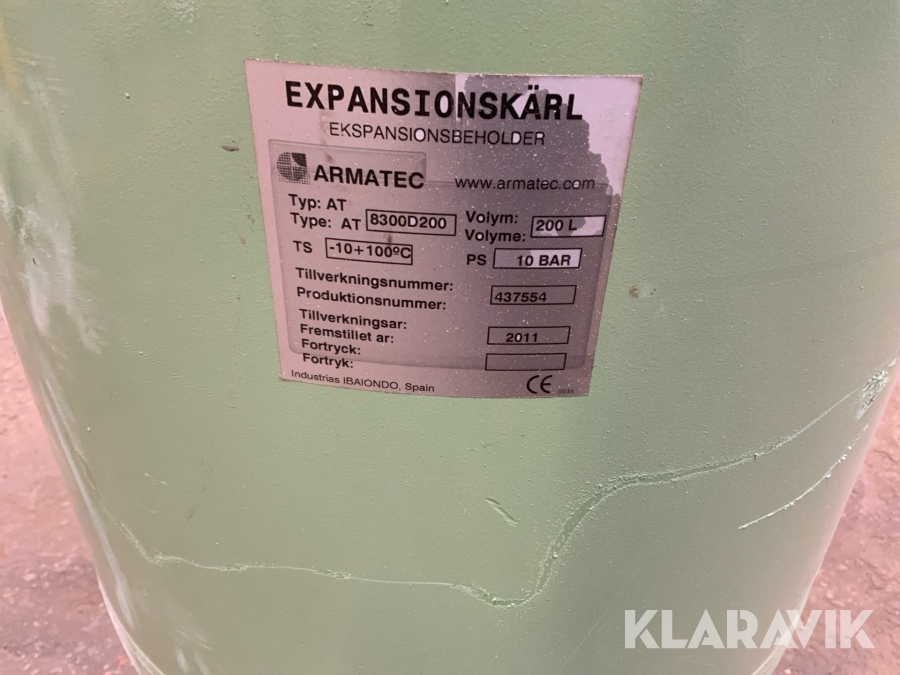 EXPANSIONSKÄRL
EKSPANSIONSBEHOLDER
ARMATEC www.armatec.com
Typ: AT
Type: AT 8300D200
Volym:
Volyme: 200 L
TS -10+100ºC PS 10 BAR
Tillverkningsnummer:
Produktionsnummer: 437554
Tillverkningsar:
Fremstillet ar: 2011
Fortryck:
Fortryk:
Industrias IBAIONDO, Spain CE
KLARAVIK